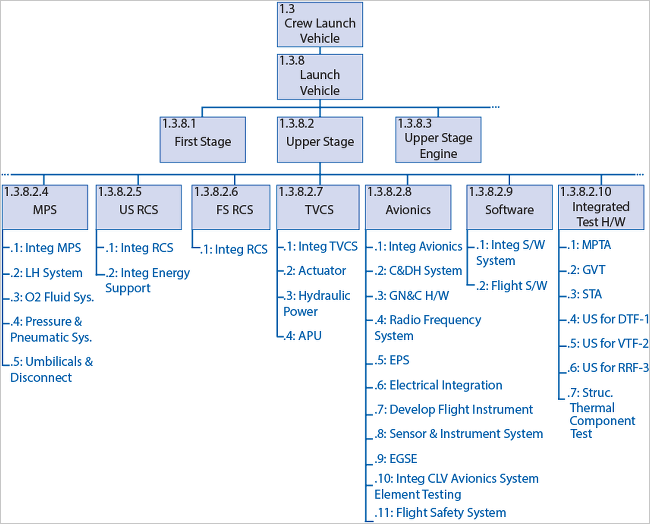 1.3
Crew Launch
Vehicle
1.3.8
Launch
Vehicle
1.3.8.1
First Stage
1.3.8.2
Upper Stage
1.3.8.3
Upper Stage
Engine
1.3.8.2.4
MPS
.1: Integ MPS
.2: LH System
.3: O2 Fluid Sys.
.4: Pressure &
Pneumatic Sys.
.5: Umbilicals &
Disconnect
1.3.8.2.5
US RCS
.1: Integ RCS
.2: Integ Energy
Support
1.3.8.2.6
FS RCS
.1: Integ RCS
1.3.8.2.7
TVCS
.1: Integ TVCS
.2: Actuator
.3: Hydraulic
Power
.4: APU
1.3.8.2.8
Avionics
.1: Integ Avionics
.2: C&DH System
.3: GN&C H/W
.4: Radio Frequency
System
.5: EPS
.6: Electrical Integration
.7: Develop Flight Instrument
.8: Sensor & Instrument System
.9: EGSE
.10: Integ CLV Avionics System
Element Testing
.11: Flight Safety System
1.3.8.2.9
Software
.1: Integ S/W
System
.2: Flight S/W
1.3.8.2.10
Integrated
Test H/W
.1: MPTA
.2: GVT
.3: STA
.4: US for DTF-1
.5: US for VTF-2
.6: US for RRF-3
.7: Struc.
Thermal
Component
Test